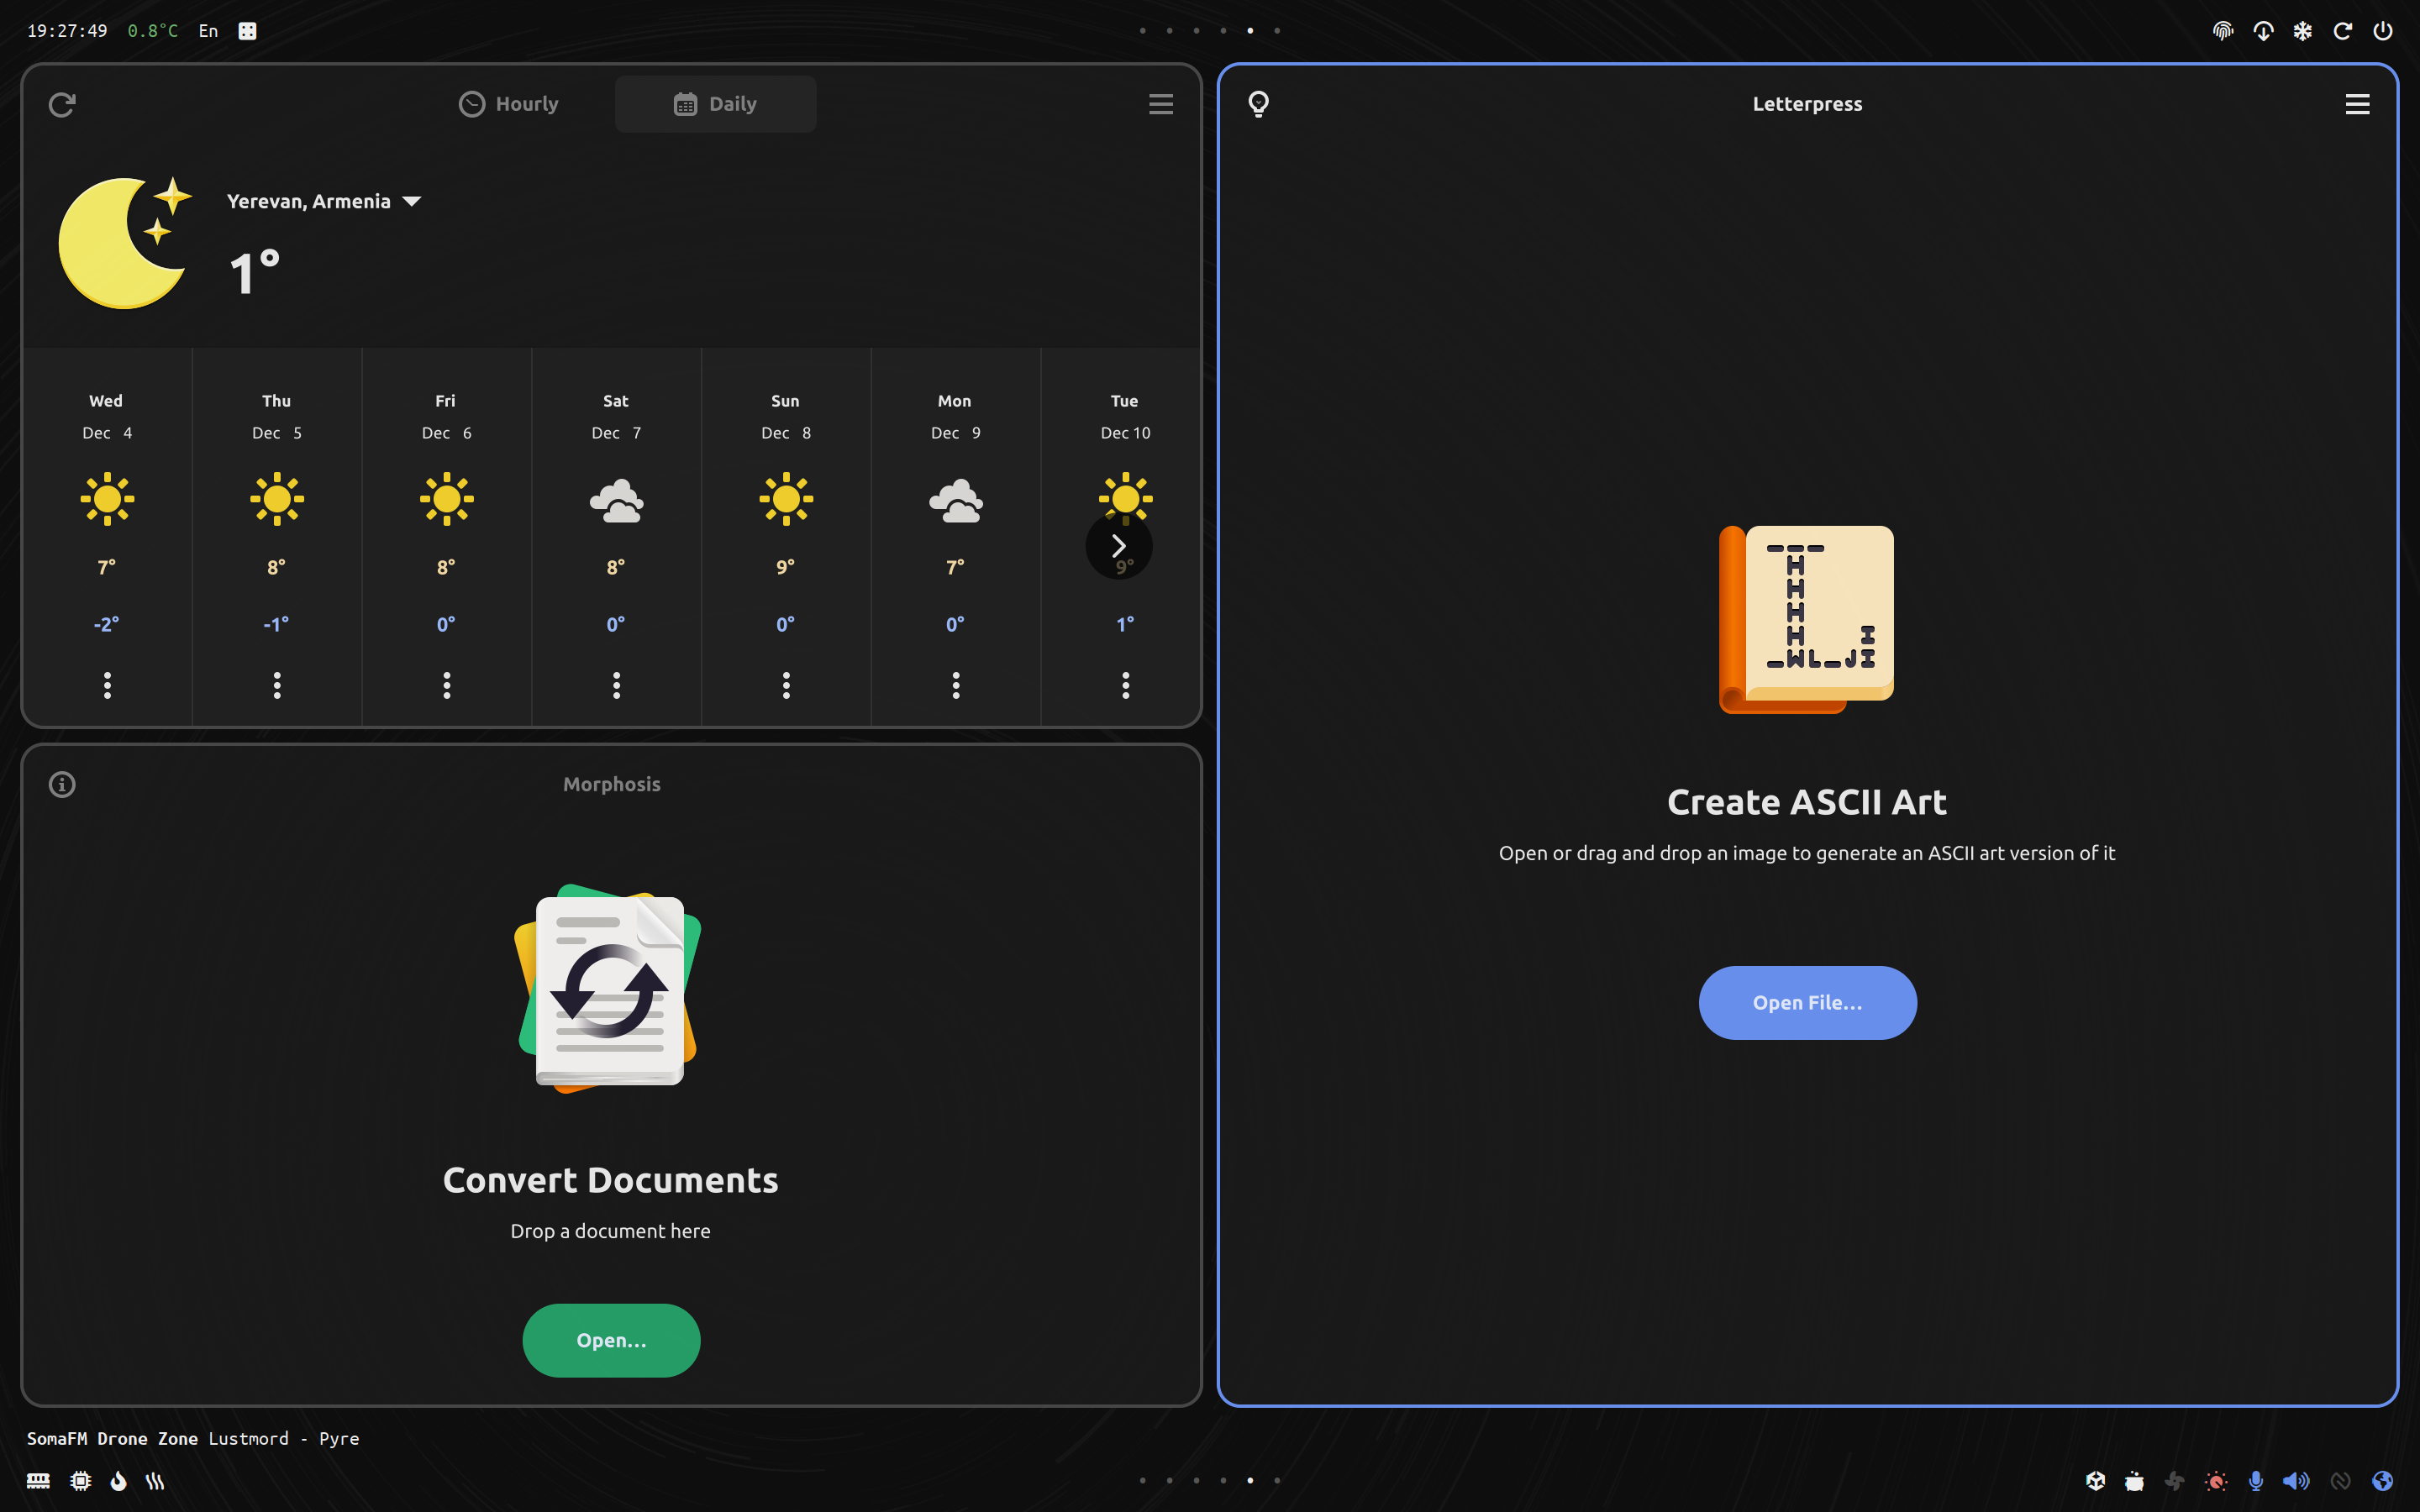 19:27:49 0.8°C En
Hourly
Daily
Yerevan, Armenia
1°
Wed Thu Fri Sat Sun Mon Tue
Dec 4 Dec 5 Dec 6 Dec 7 Dec 8 Dec 9 Dec 10
7° 8° 8° 8° 9° 7° 9°
-2° -1° 0° 0° 0° 0° 1°
Morphosis
Convert Documents
Drop a document here
Open...
Letterpress
Create ASCII Art
Open or drag and drop an image to generate an ASCII art version of it
Open File...
SomaFM Drone Zone Lustmord - Pyre